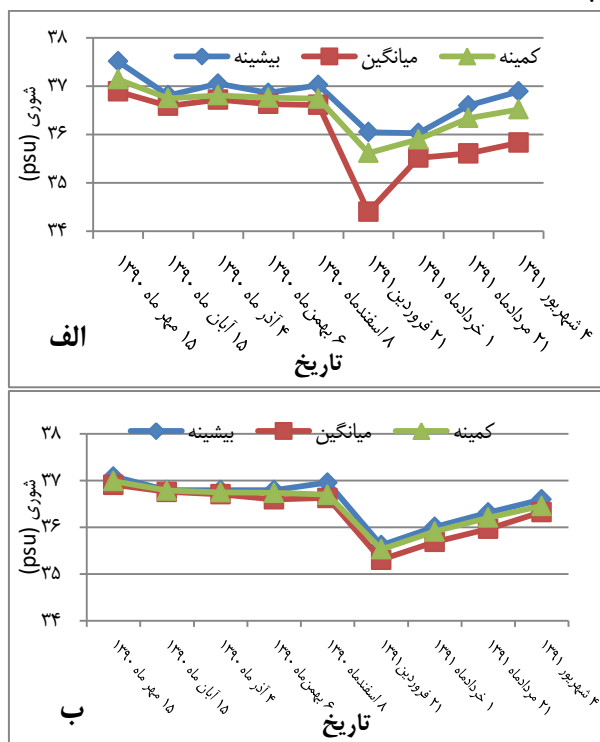 بیشینه میانگین کمینه
۳۸
۳۷
۳۶
۳۵
۳۴
شوری (psu)
۱۵ مهر ماه ۱۳۹۰
۱۵ آبان ماه ۱۳۹۰
۴ آذر ماه ۱۳۹۰
۶ بهمن‌ماه ۱۳۹۰
۸ اسفندماه ۱۳۹۰
۲۱ فروردین ۱۳۹۱
۱ خردادماه ۱۳۹۱
۲۱ مردادماه ۱۳۹۱
۴ شهریور ۱۳۹۱
تاریخ
الف
بیشینه میانگین کمینه
۳۸
۳۷
۳۶
۳۵
۳۴
شوری (psu)
۱۵ مهر ماه ۱۳۹۰
۱۵ آبان ماه ۱۳۹۰
۴ آذر ماه ۱۳۹۰
۶ بهمن‌ماه ۱۳۹۰
۸ اسفندماه ۱۳۹۰
۲۱ فروردین ۱۳۹۱
۱ خردادماه ۱۳۹۱
۲۱ مردادماه ۱۳۹۱
۴ شهریور ۱۳۹۱
تاریخ
ب